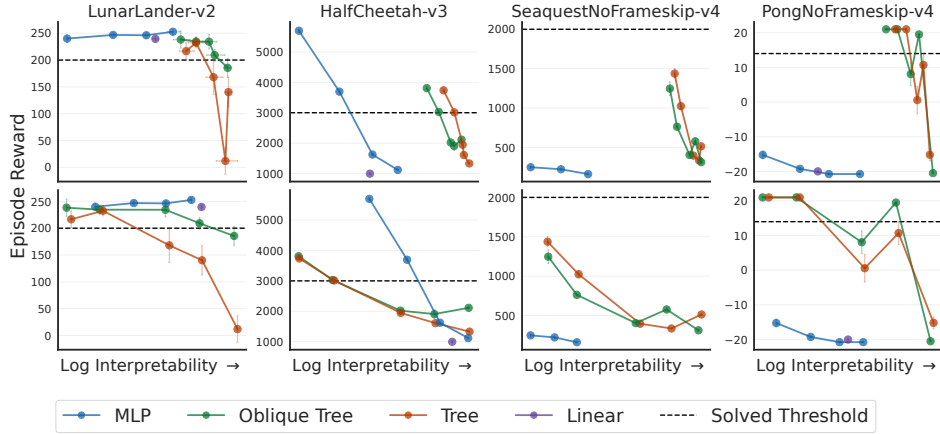 LunarLander-v2
HalfCheetah-v3
SeaquestNoFrameskip-v4
PongNoFrameskip-v4
250
200
150
100
50
0
5000
4000
3000
2000
1000
2000
1500
1000
500
20
10
0
−10
−20
Episode Reward
250
200
150
100
50
0
5000
4000
3000
2000
1000
2000
1500
1000
500
20
10
0
−10
−20
Log Interpretability →
Log Interpretability →
Log Interpretability →
Log Interpretability →
MLP
Oblique Tree
Tree
Linear
Solved Threshold